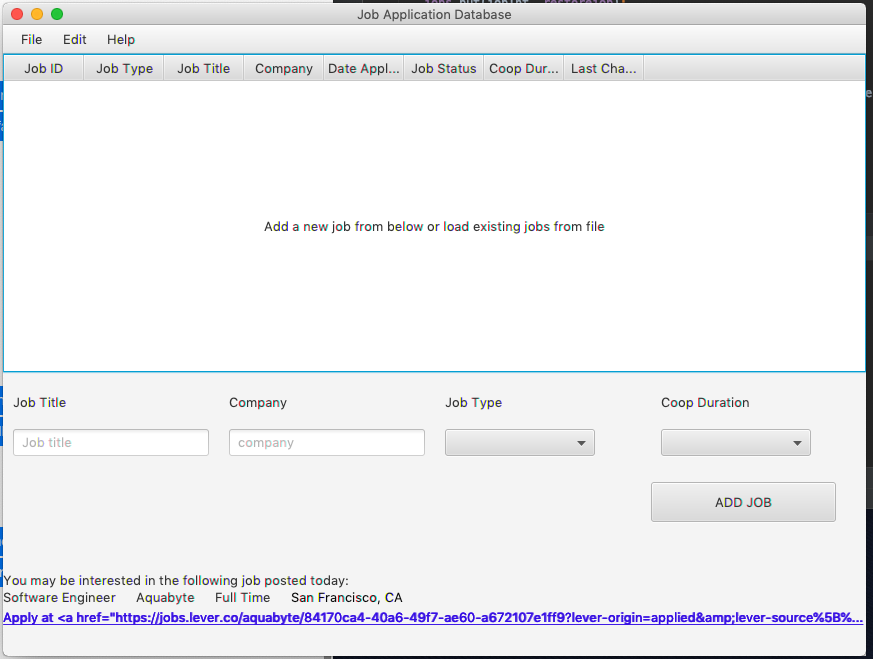 Job Application Database
File Edit Help
Job ID Job Type Job Title Company Date Appl... Job Status Coop Dur... Last Cha...
Add a new job from below or load existing jobs from file
Job Title Company Job Type Coop Duration
Job title company
ADD JOB
You may be interested in the following job posted today:
Software Engineer Aquabyte Full Time San Francisco, CA
Apply at <a href="https://jobs.lever.co/aquabyte/84170ca4-40a6-49f7-ae60-a672107e1ff9?lever-origin=applied&amp;lever-source%5B%...